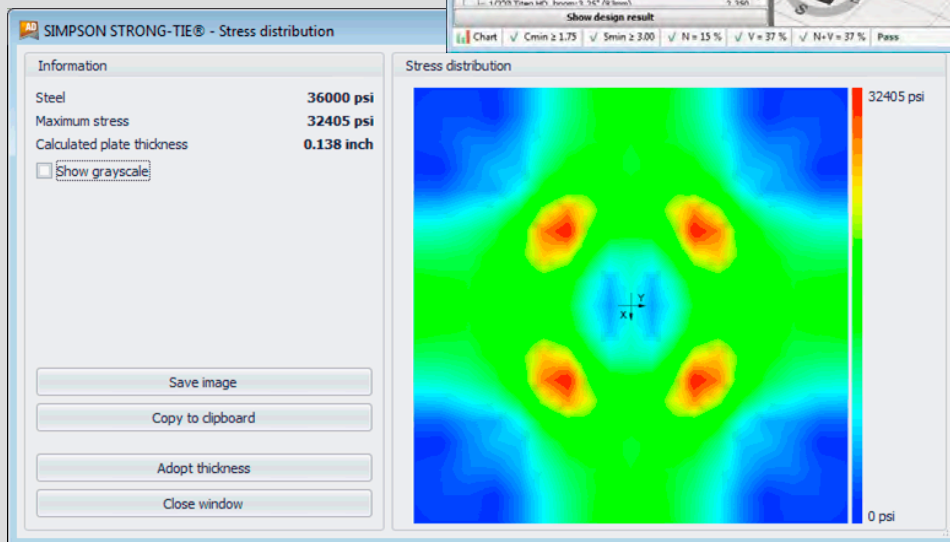 Show design result
Chart √ Cmin ≥ 1.75 √ Smin ≥ 3.00 √ N = 15 % √ V = 37 % √ N+V = 37 % Pass
AD SIMPSON STRONG-TIE® - Stress distribution
Information
Steel 36000 psi
Maximum stress 32405 psi
Calculated plate thickness 0.138 inch
Show grayscale
Save image
Copy to clipboard
Adopt thickness
Close window
Stress distribution
32405 psi
Y
X
0 psi